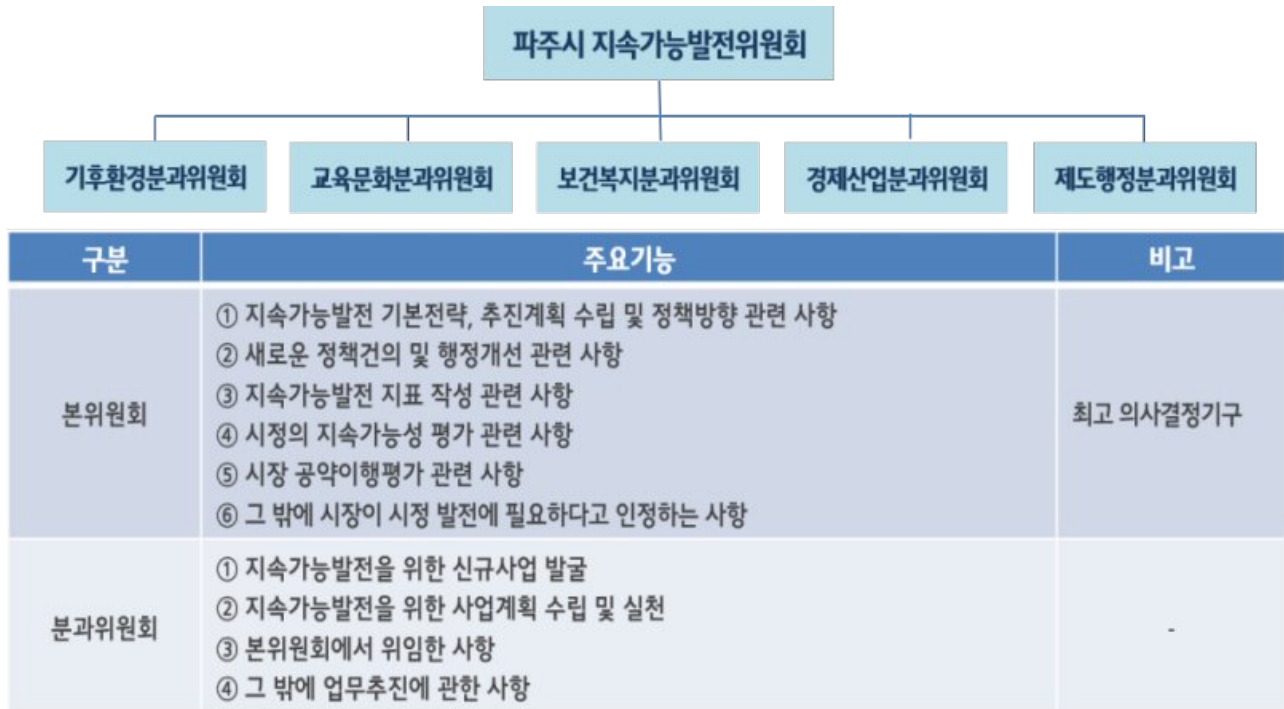 파주시 지속가능발전위원회
기후환경분과위원회 교육문화분과위원회 보건복지분과위원회 경제산업분과위원회 제도행정분과위원회
구분 주요기능 비고
본위원회
① 지속가능발전 기본전략, 추진계획 수립 및 정책방향 관련 사항
② 새로운 정책건의 및 행정개선 관련 사항
③ 지속가능발전 지표 작성 관련 사항
④ 시정의 지속가능성 평가 관련 사항
⑤ 시장 공약이행평가 관련 사항
⑥ 그 밖에 시장이 시정 발전에 필요하다고 인정하는 사항
최고 의사결정기구
분과위원회
① 지속가능발전을 위한 신규사업 발굴
② 지속가능발전을 위한 사업계획 수립 및 실천
③ 본위원회에서 위임한 사항
④ 그 밖에 업무추진에 관한 사항
-